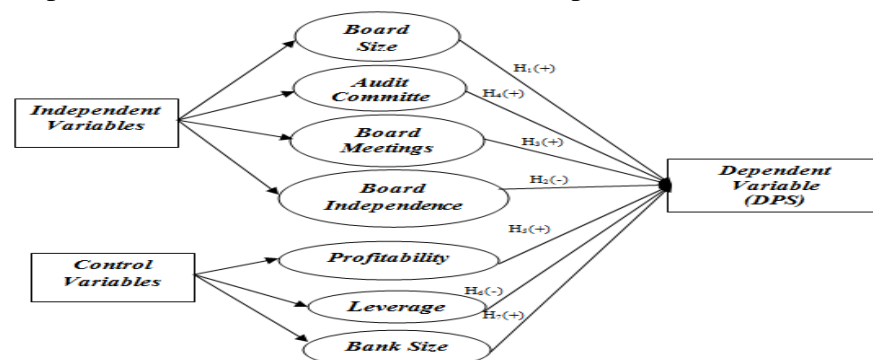 Board
Size
H₁(+)
Audit
Committe
H₄(+)
Independent
Variables
Board
Meetings
H₃(+)
Dependent
Variable
(DPS)
Board
Independence
H₂(-)
Control
Variables
Profitability
H₅(+)
Leverage
H₆(-)
H₇(+)
Bank Size